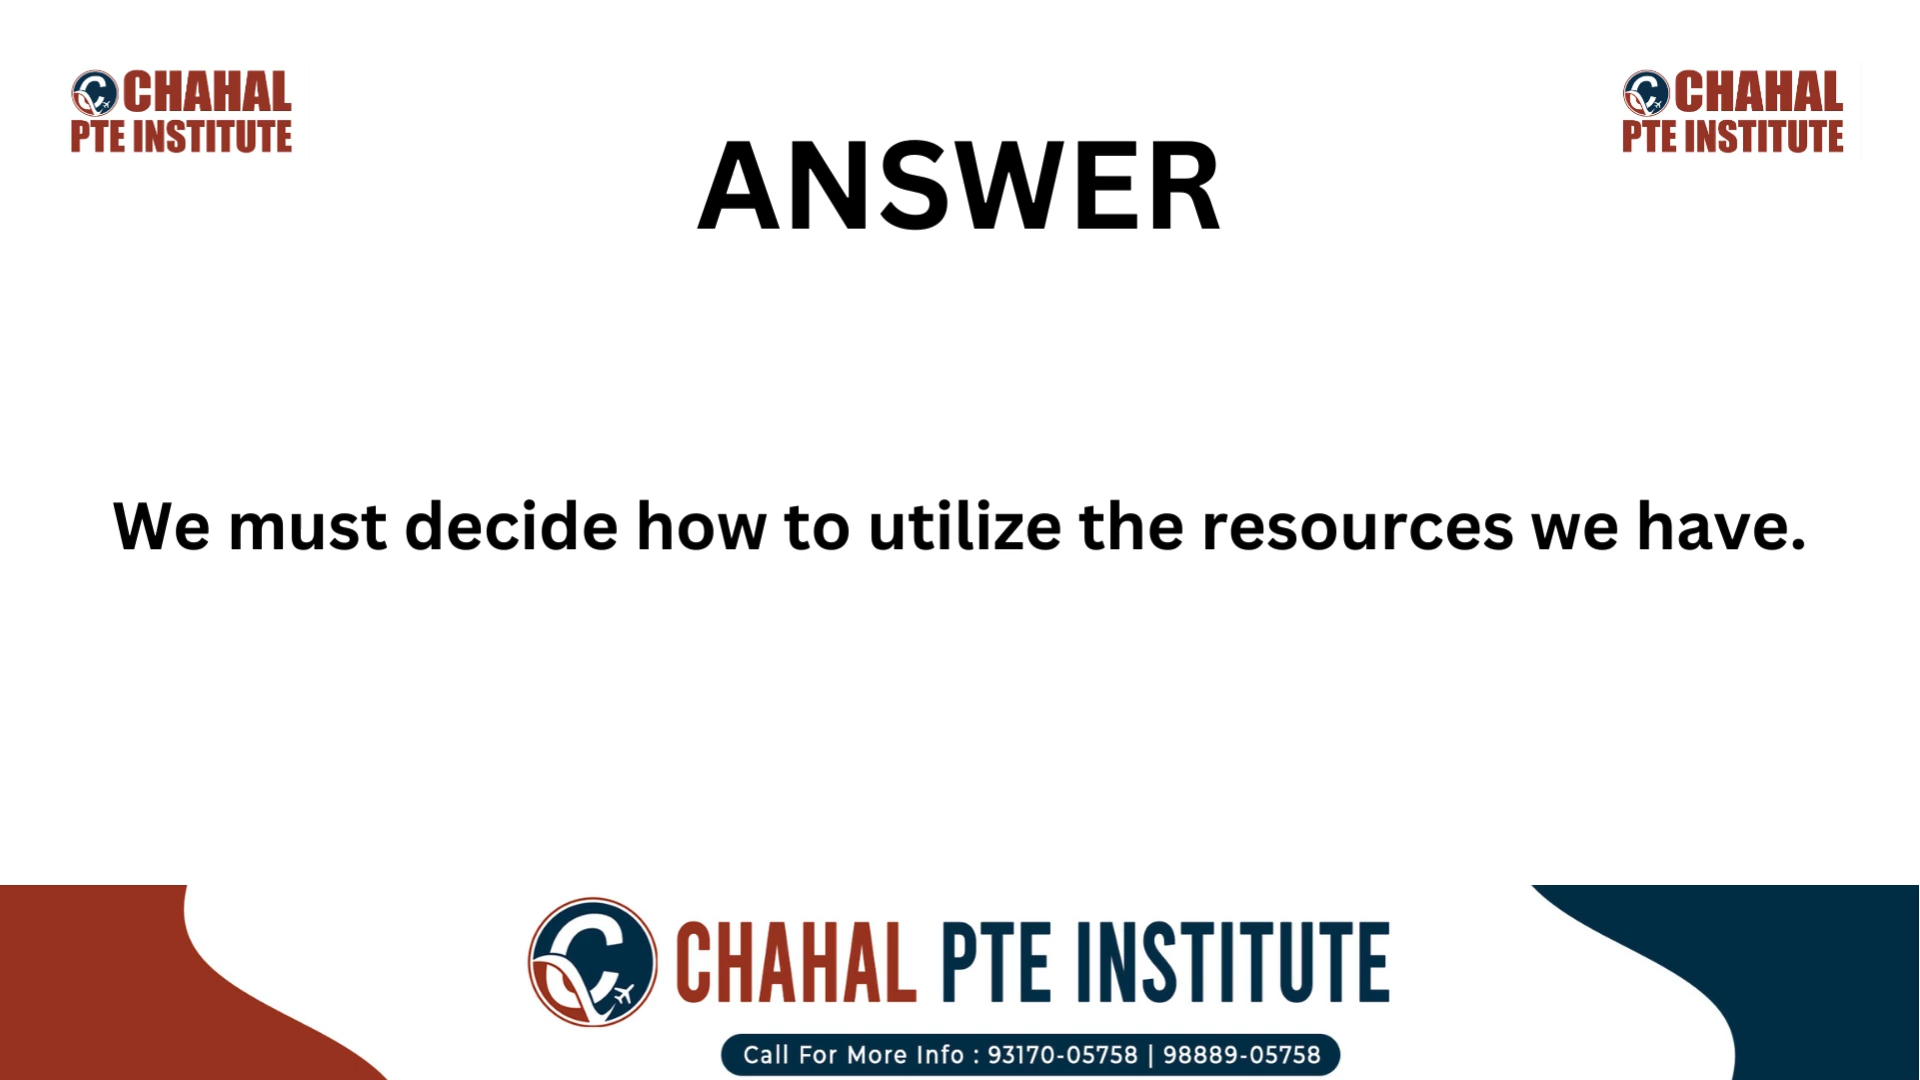 CHAHAL
PTE INSTITUTE
CHAHAL
PTE INSTITUTE
ANSWER
We must decide how to utilize the resources we have.
CHAHAL PTE INSTITUTE
Call For More Info : 93170-05758 | 98889-05758